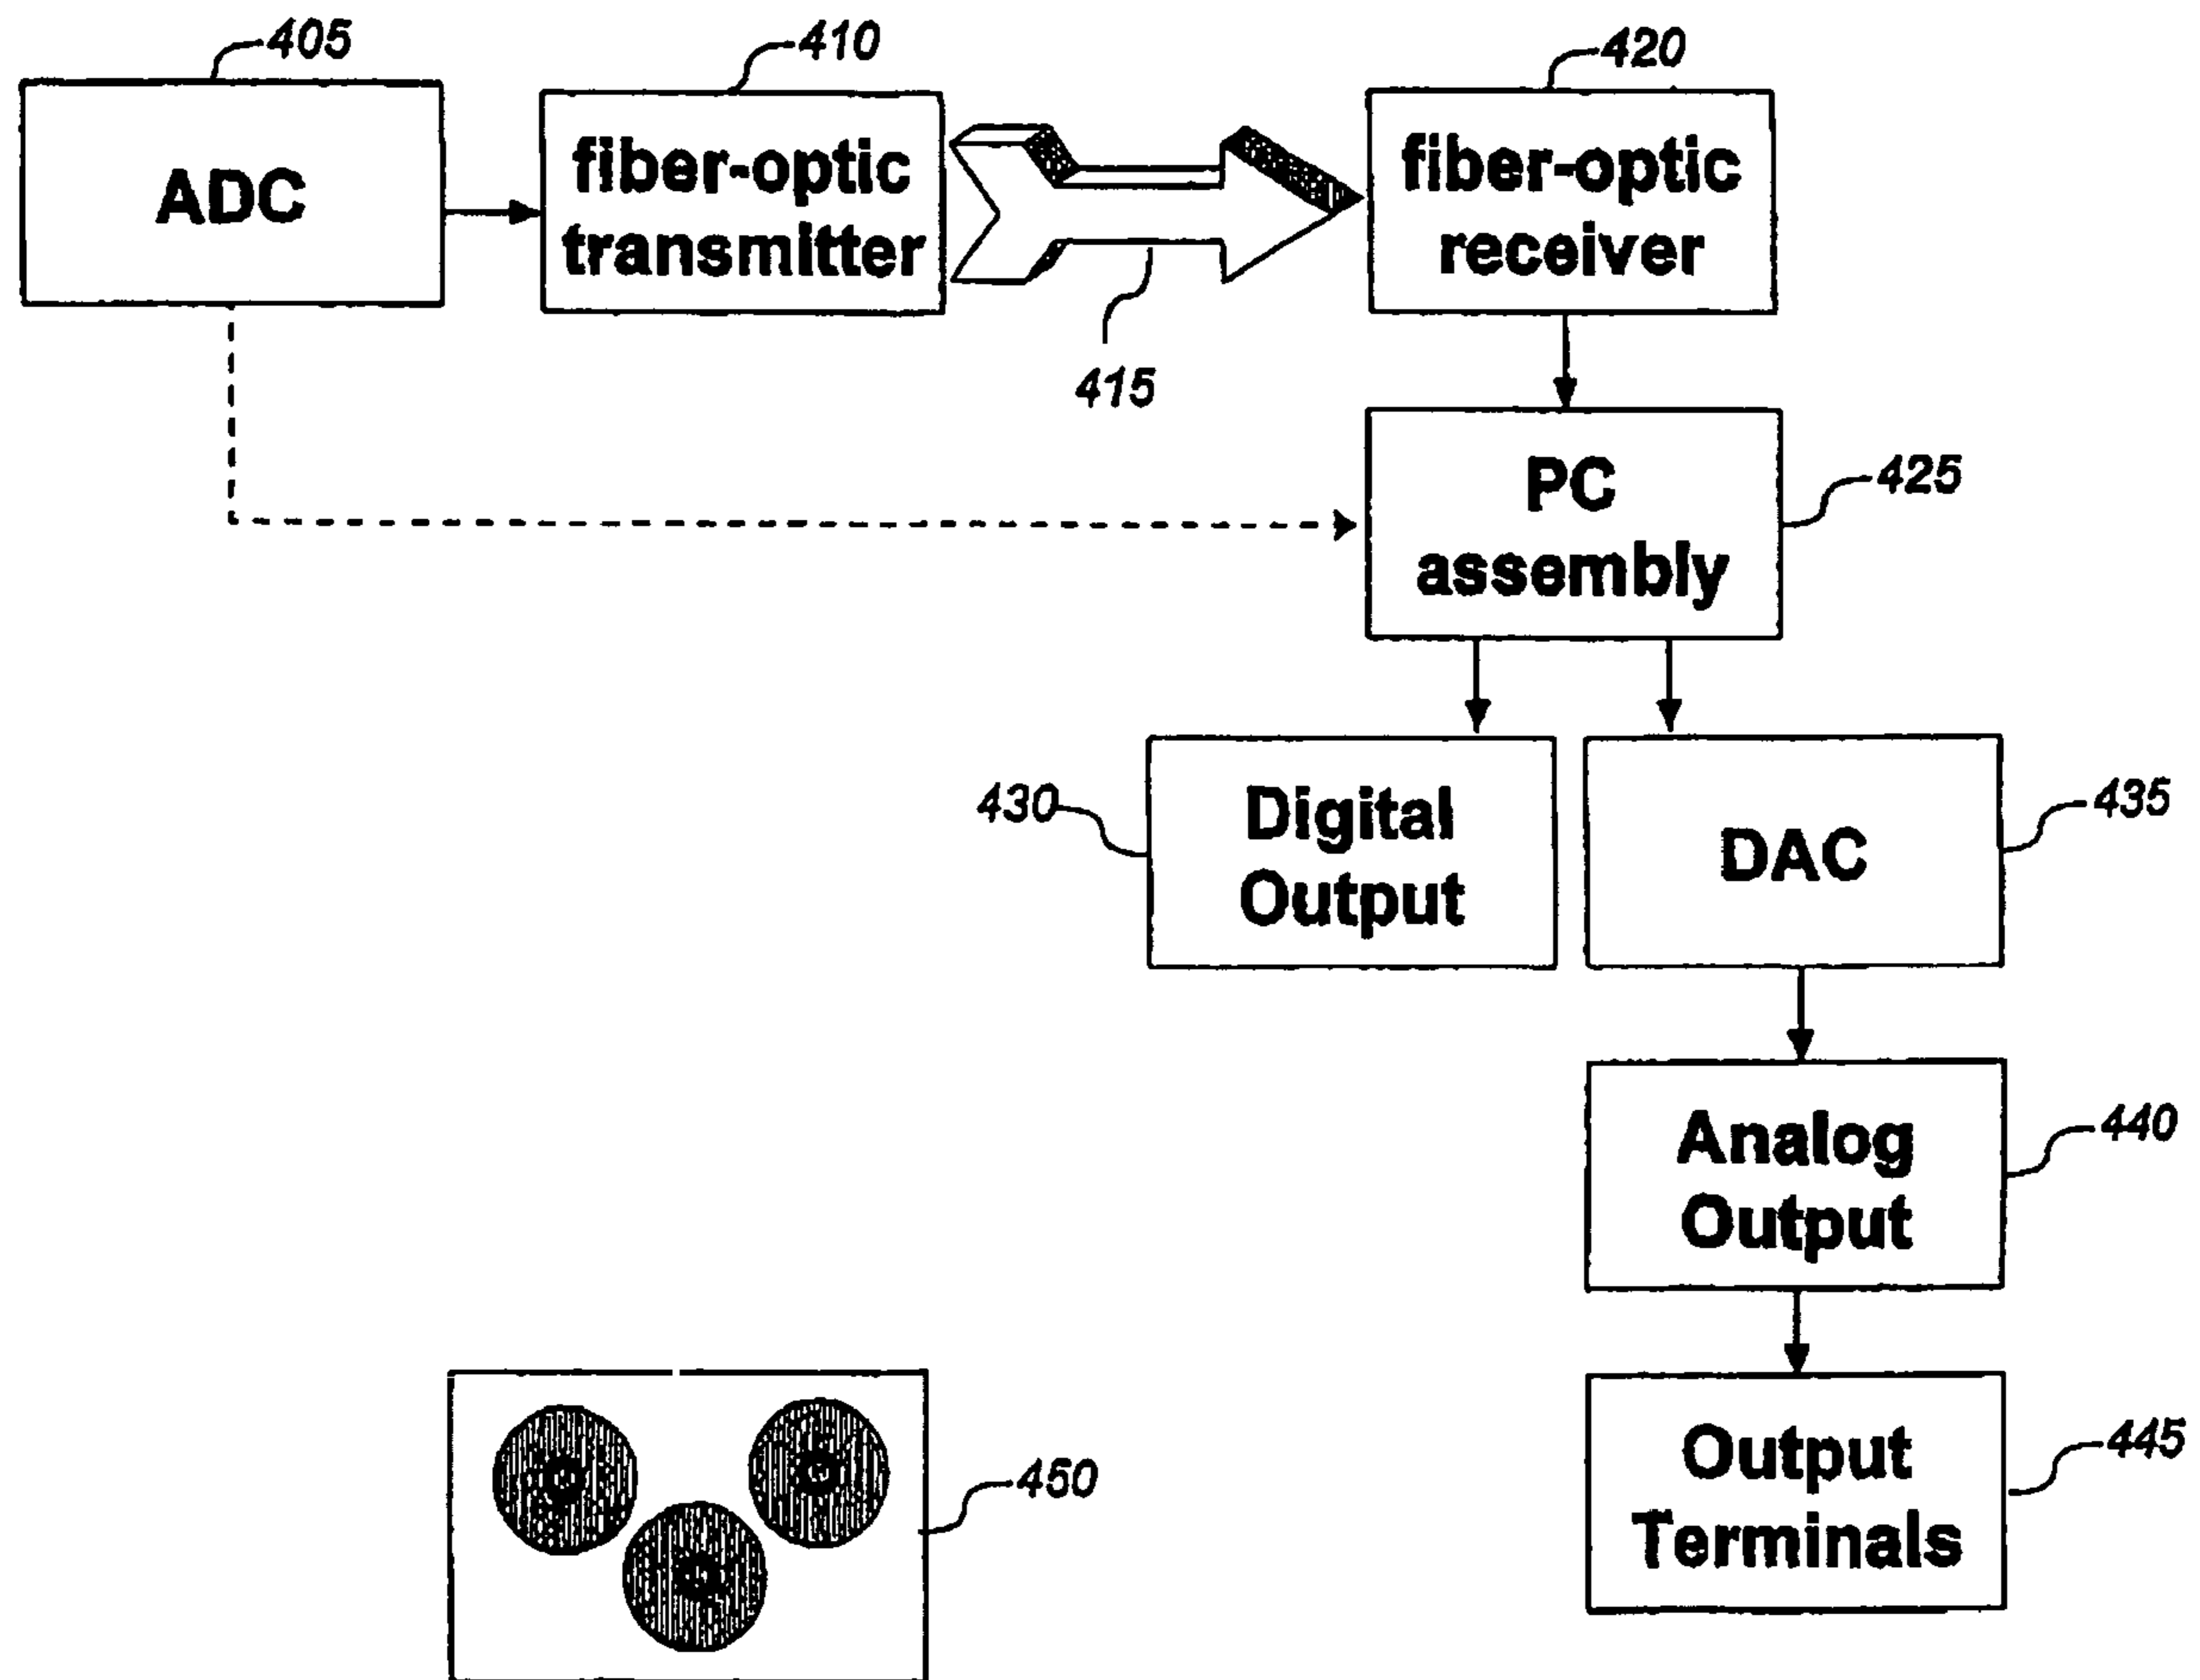 405
410
420
ADC
fiber-optic
transmitter
fiber-optic
receiver
415
PC
assembly
425
430
Digital
Output
DAC
435
Analog
Output
440
Output
Terminals
445
450